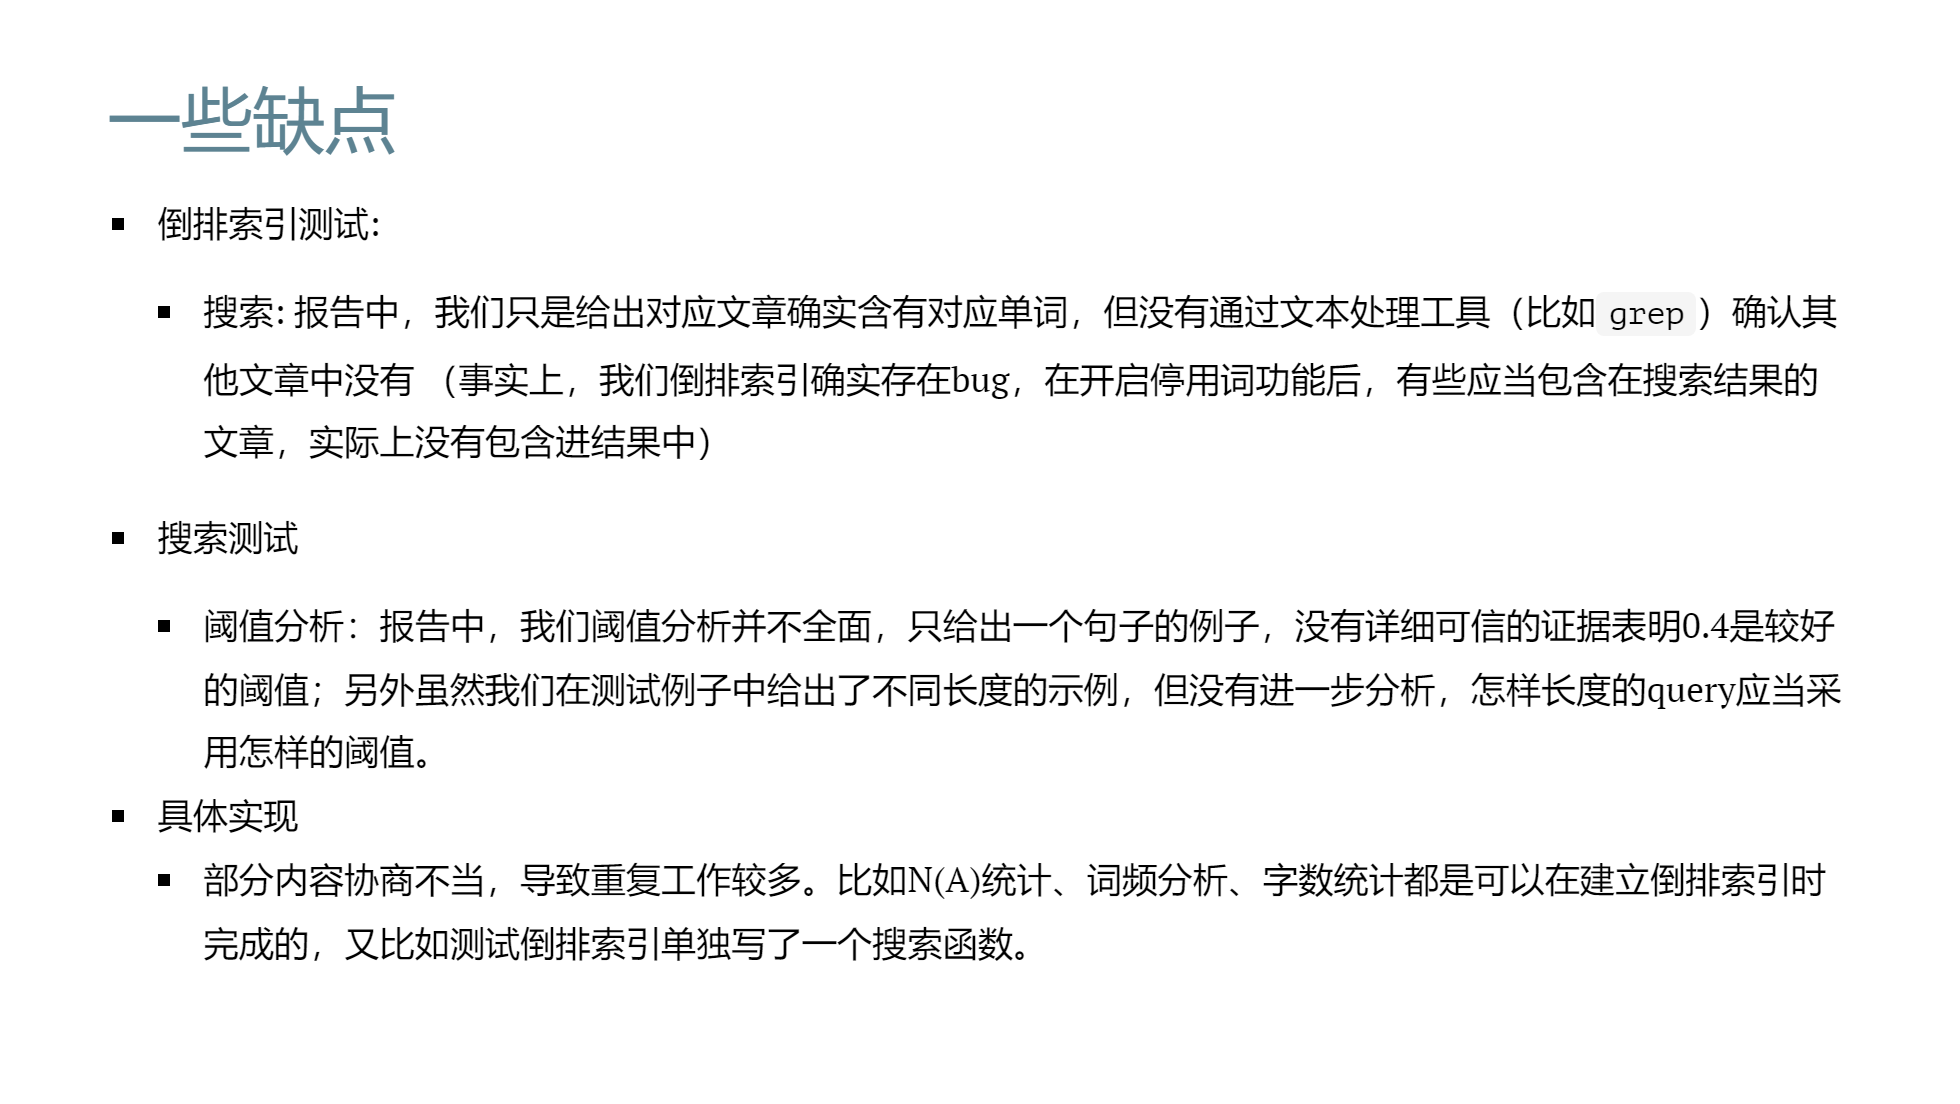 一些缺点
倒排索引测试:
搜索: 报告中，我们只是给出对应文章确实含有对应单词，但没有通过文本处理工具（比如 grep ）确认其
他文章中没有 （事实上，我们倒排索引确实存在bug，在开启停用词功能后，有些应当包含在搜索结果的
文章，实际上没有包含进结果中）
搜索测试
阈值分析：报告中，我们阈值分析并不全面，只给出一个句子的例子，没有详细可信的证据表明0.4是较好
的阈值；另外虽然我们在测试例子中给出了不同长度的示例，但没有进一步分析，怎样长度的query应当采
用怎样的阈值。
具体实现
部分内容协商不当，导致重复工作较多。比如N(A)统计、词频分析、字数统计都是可以在建立倒排索引时
完成的，又比如测试倒排索引单独写了一个搜索函数。